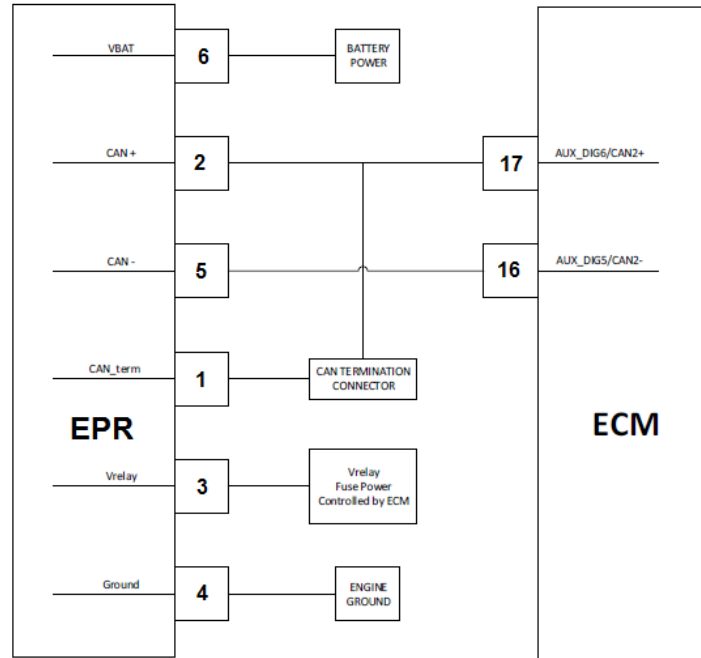 VBAT
6
BATTERY
POWER
CAN +
2
17
AUX_DIG6/CAN2+
CAN -
5
16
AUX_DIG5/CAN2-
CAN_term
1
CAN TERMINATION
CONNECTOR
EPR
ECM
Vrelay
3
Vrelay
Fuse Power
Controlled by ECM
Ground
4
ENGINE
GROUND